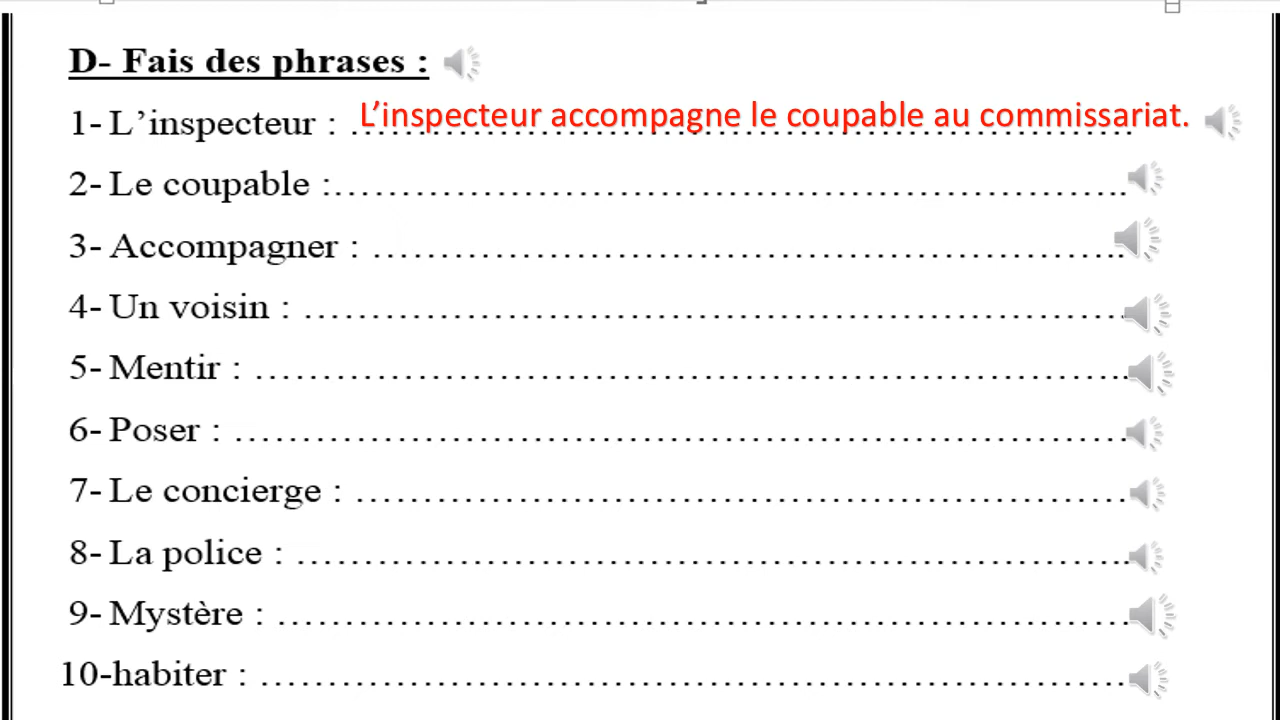 D- Fais des phrases :
1- L’inspecteur : L’inspecteur accompagne le coupable au commissariat.
2- Le coupable :……………………………………………………………..
3- Accompagner : …………………………………………………………..
4- Un voisin : ……………………………………………………………….
5- Mentir : …………………………………………………………………..
6- Poser : …………………………………………………………………….
7- Le concierge : …………………………………………………………….
8- La police : ………………………………………………………………..
9- Mystère : ………………………………………………………………….
10-habiter : ………………………………………………………………….